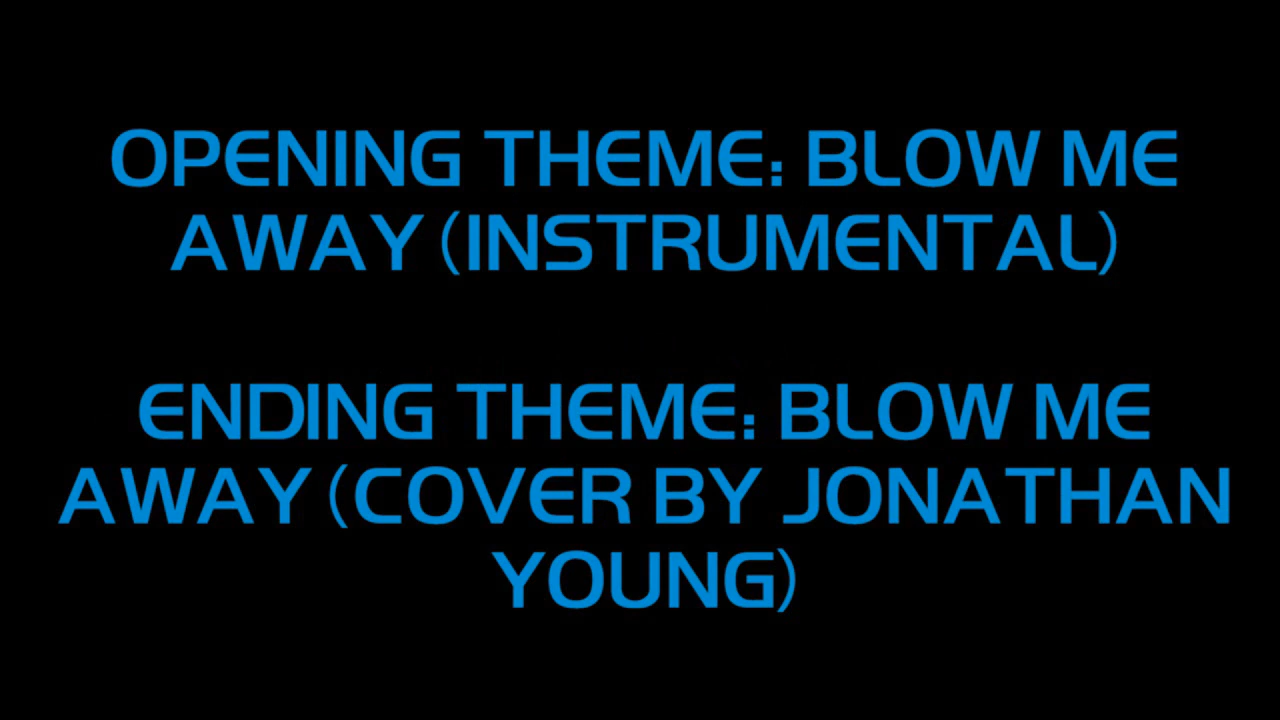 OPENING THEME: BLOW ME
AWAY (INSTRUMENTAL)
ENDING THEME: BLOW ME
AWAY (COVER BY JONATHAN
YOUNG)